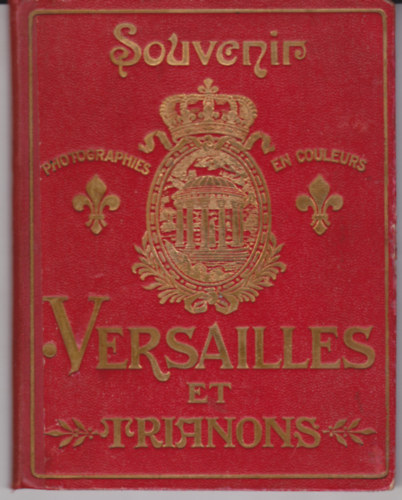 Souvenir
PHOTOGRAPHIES EN COULEURS
VERSAILLES
ET
TRIANONS